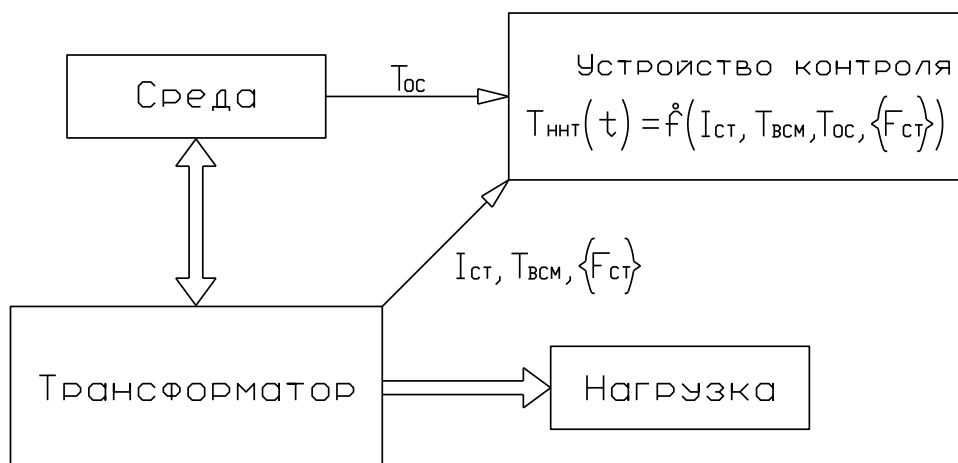 Среда
Tос
Устройство контроля
Tннт(t)=f̊(Iст, Tвсм,Tос, {Fст})
Iст, Tвсм, {Fст}
Трансформатор
Нагрузка